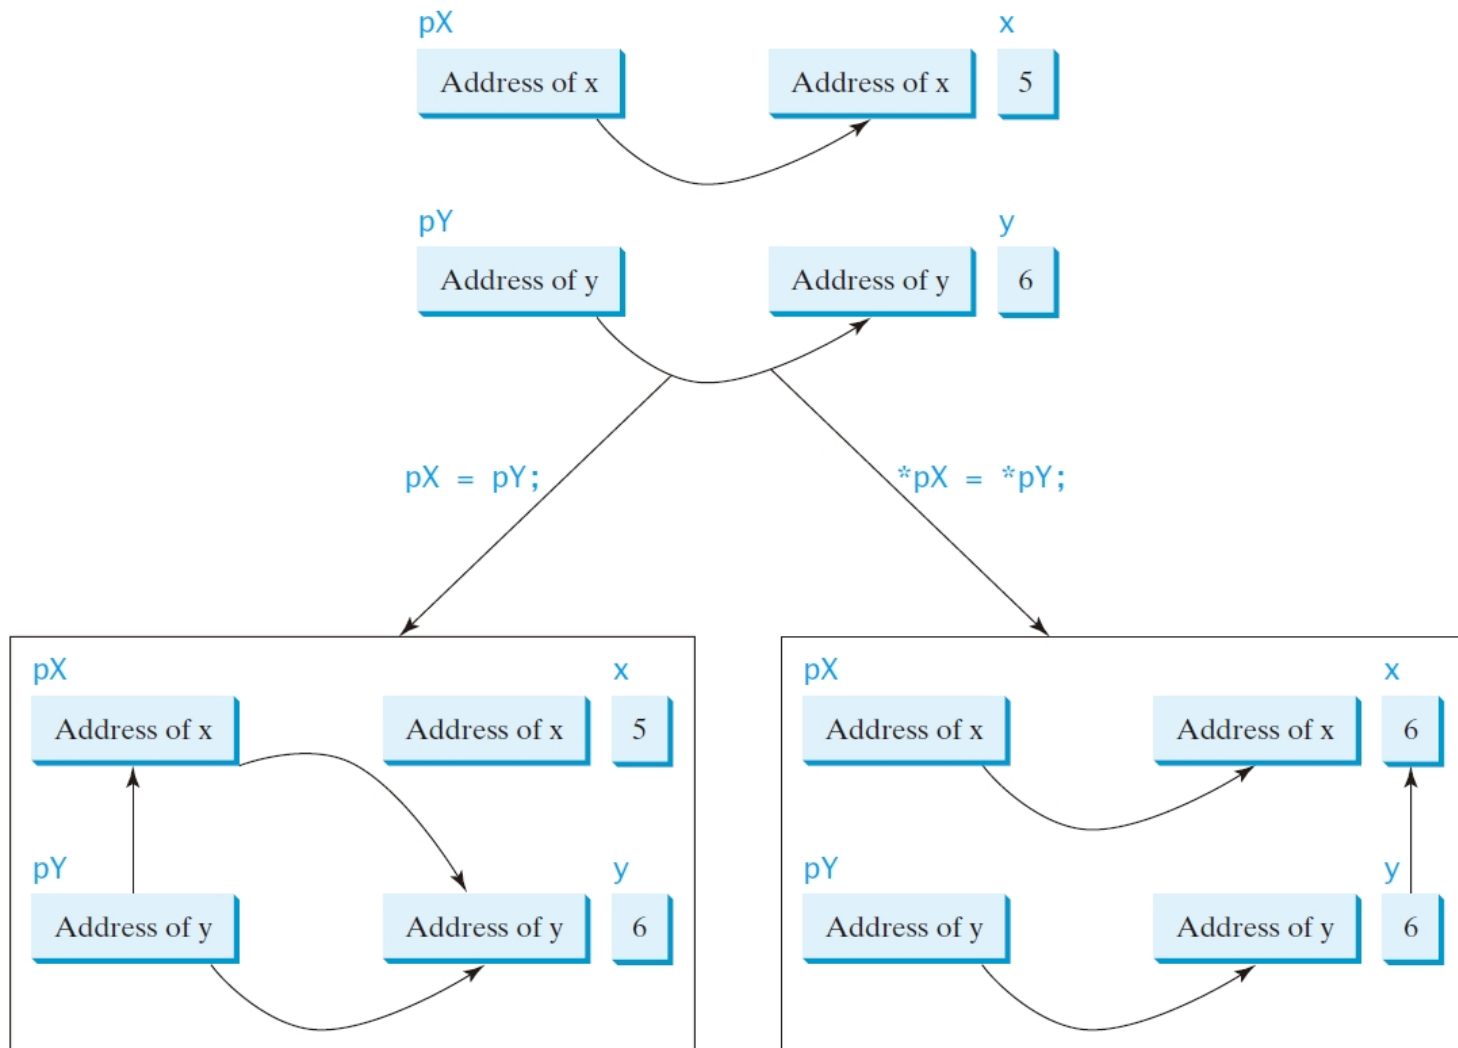 pX x
Address of x Address of x 5
pY y
Address of y Address of y 6
pX = pY; *pX = *pY;
pX x
Address of x Address of x 5
pY y
Address of y Address of y 6
pX x
Address of x Address of x 6
pY y
Address of y Address of y 6